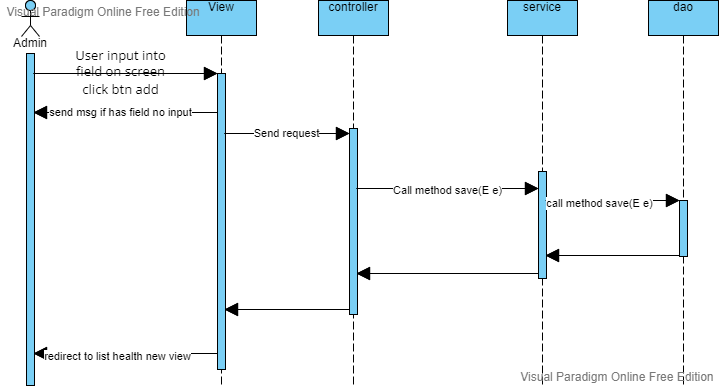 Visual Paradigm Online Free Edition
View
controller
service
dao
Admin
User input into
field on screen
click btn add
send msg if has field no input
Send request
Call method save(E e)
call method save(E e)
redirect to list health new view
Visual Paradigm Online Free Edition